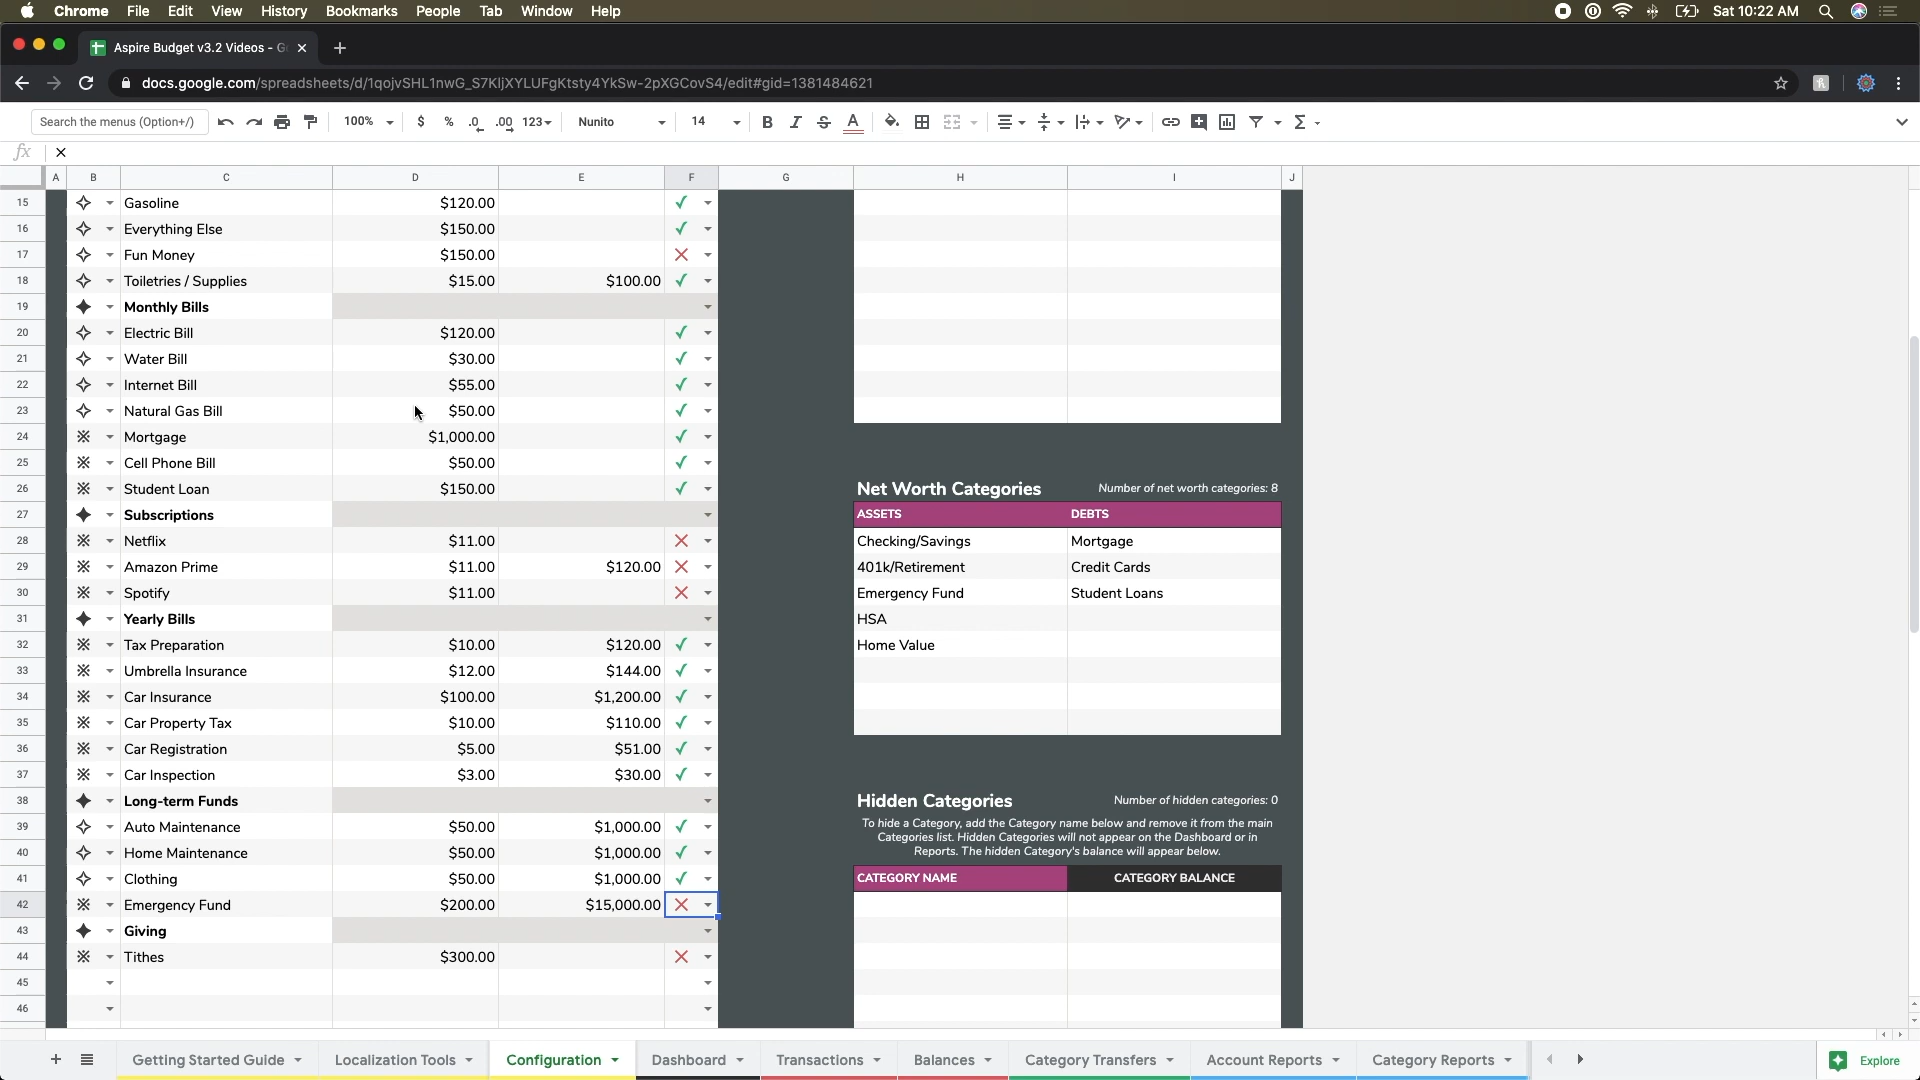 Chrome File Edit View History Bookmarks People Tab Window Help Sat 10:22 AM
Aspire Budget v3.2 Videos - G
docs.google.com/spreadsheets/d/1qojvSHL1nwG_S7KljXYLUFgKtsty4YkSw-2pXGCovS4/edit#gid=1381484621
Search the menus (Option+/) 100% $ % .0 .00 123 Nunito 14 B I S A Σ
fx ✕
A B C D E F G H I J
15 Gasoline $120.00 ✓
16 Everything Else $150.00 ✓
17 Fun Money $150.00 ✕
18 Toiletries / Supplies $15.00 $100.00 ✓
19 Monthly Bills
20 Electric Bill $120.00 ✓
21 Water Bill $30.00 ✓
22 Internet Bill $55.00 ✓
23 Natural Gas Bill $50.00 ✓
24 Mortgage $1,000.00 ✓
25 Cell Phone Bill $50.00 ✓
26 Student Loan $150.00 ✓
27 Subscriptions
28 Netflix $11.00 ✕
29 Amazon Prime $11.00 $120.00 ✕
30 Spotify $11.00 ✕
31 Yearly Bills
32 Tax Preparation $10.00 $120.00 ✓
33 Umbrella Insurance $12.00 $144.00 ✓
34 Car Insurance $100.00 $1,200.00 ✓
35 Car Property Tax $10.00 $110.00 ✓
36 Car Registration $5.00 $51.00 ✓
37 Car Inspection $3.00 $30.00 ✓
38 Long-term Funds
39 Auto Maintenance $50.00 $1,000.00 ✓
40 Home Maintenance $50.00 $1,000.00 ✓
41 Clothing $50.00 $1,000.00 ✓
42 Emergency Fund $200.00 $15,000.00 ✕
43 Giving
44 Tithes $300.00 ✕
45
46
Net Worth Categories Number of net worth categories: 8
ASSETS DEBTS
Checking/Savings Mortgage
401k/Retirement Credit Cards
Emergency Fund Student Loans
HSA
Home Value
Hidden Categories Number of hidden categories: 0
To hide a Category, add the Category name below and remove it from the main
Categories list. Hidden Categories will not appear on the Dashboard or in
Reports. The hidden Category's balance will appear below.
CATEGORY NAME CATEGORY BALANCE
Getting Started Guide Localization Tools Configuration Dashboard Transactions Balances Category Transfers Account Reports Category Reports Explore